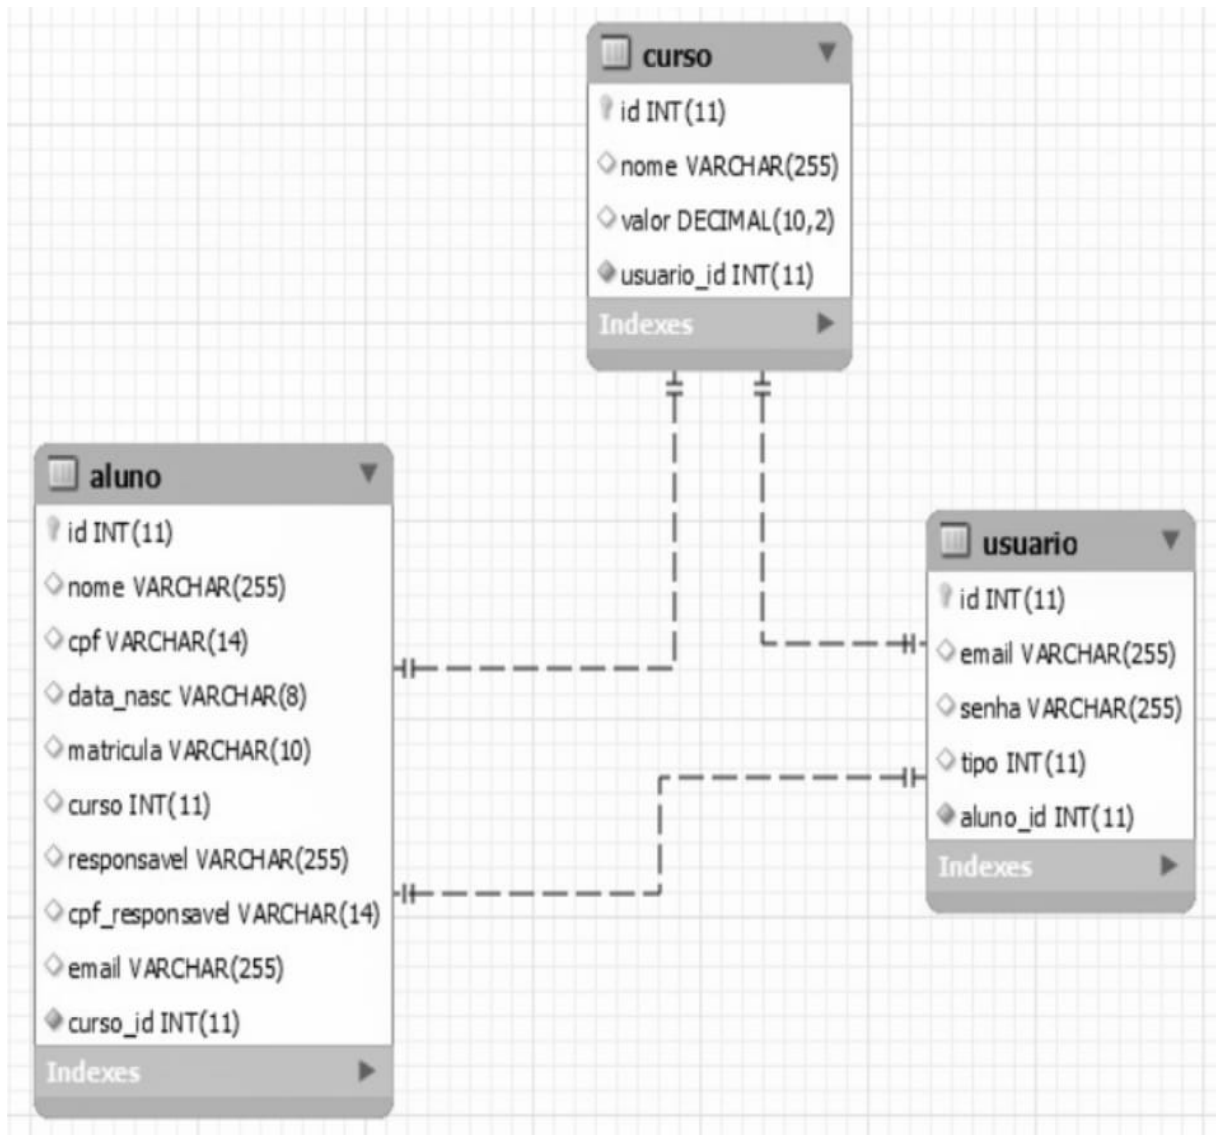 curso
id INT(11)
nome VARCHAR(255)
valor DECIMAL(10,2)
usuario_id INT(11)
Indexes
aluno
id INT(11)
nome VARCHAR(255)
cpf VARCHAR(14)
data_nasc VARCHAR(8)
matricula VARCHAR(10)
curso INT(11)
responsavel VARCHAR(255)
cpf_responsavel VARCHAR(14)
email VARCHAR(255)
curso_id INT(11)
Indexes
usuario
id INT(11)
email VARCHAR(255)
senha VARCHAR(255)
tipo INT(11)
aluno_id INT(11)
Indexes